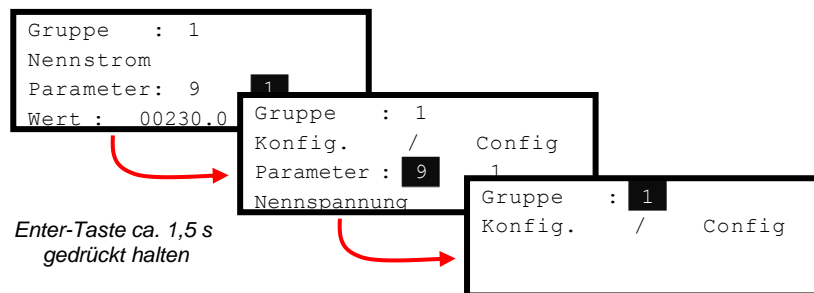 Gruppe : 1
Nennstrom
Parameter: 9 1
Wert : 00230.0
Gruppe : 1
Konfig. / Config
Parameter : 9 1
Nennspannung
Gruppe : 1
Konfig. / Config
Enter-Taste ca. 1,5 s
gedrückt halten